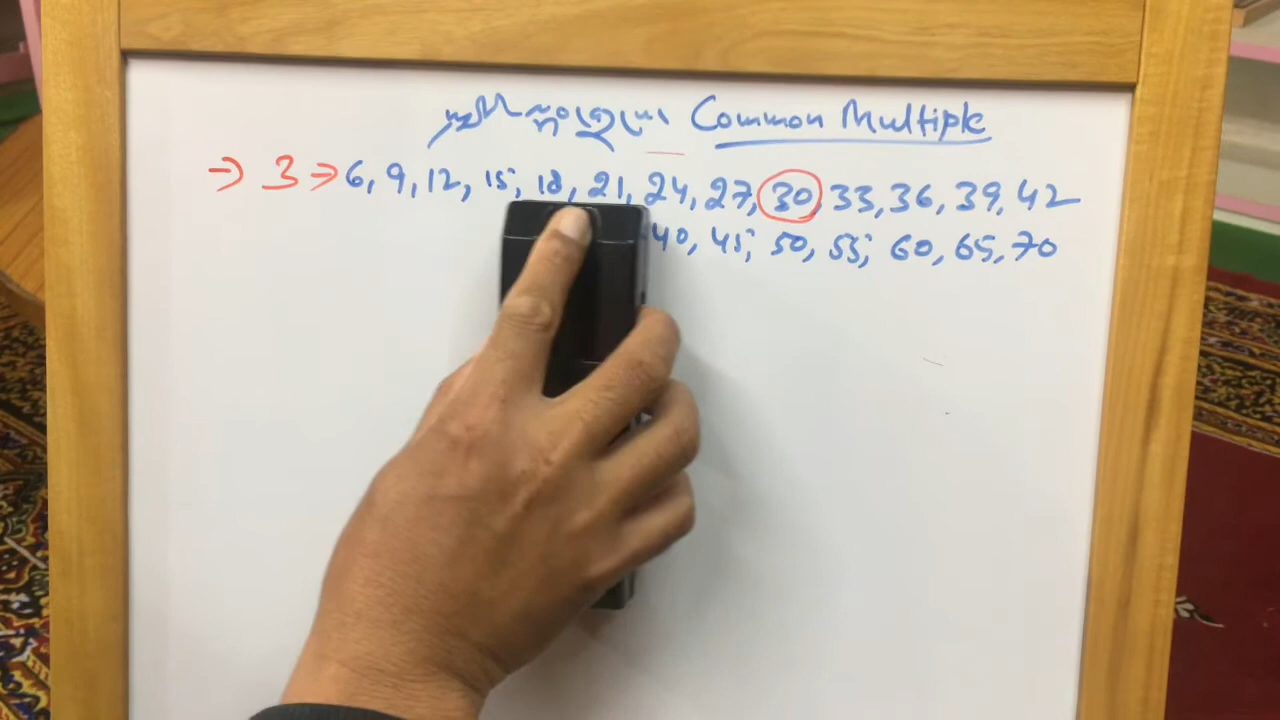 Common Multiple
→ 3 → 6, 9, 12, 15, 18, 21, 24, 27, 30, 33, 36, 39, 42
40, 45, 50, 55, 60, 65, 70